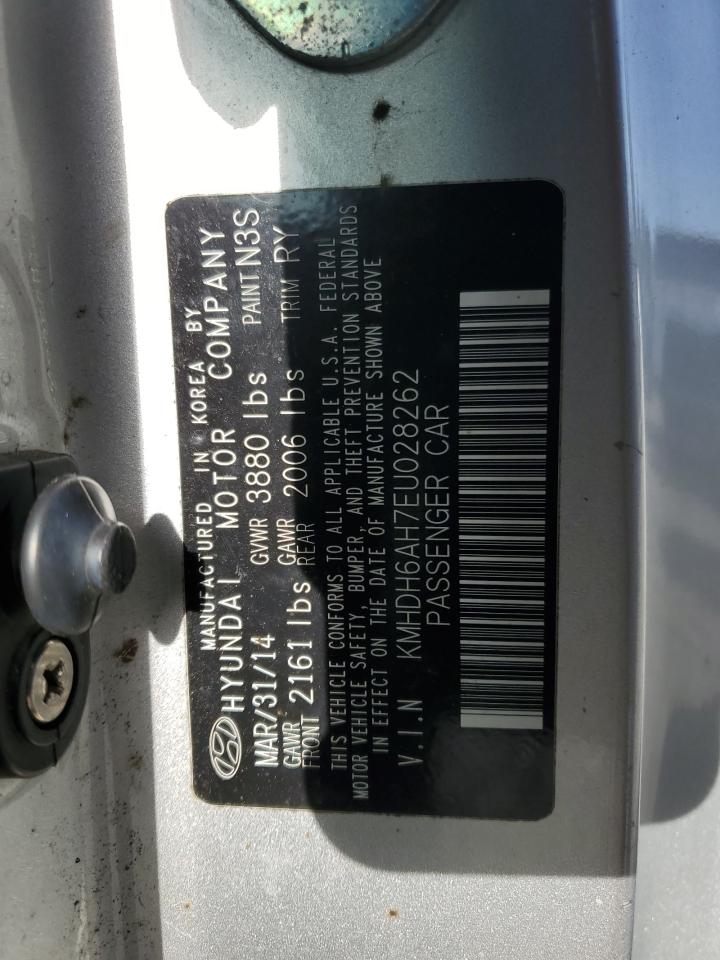 MANUFACTURED IN KOREA BY
HYUNDAI MOTOR COMPANY
MAR/31/14 GVWR 3880 lbs PAINT N3S
GAWR FRONT 2161 lbs GAWR REAR 2006 lbs TRIM RY
THIS VEHICLE CONFORMS TO ALL APPLICABLE U.S.A. FEDERAL
MOTOR VEHICLE SAFETY, BUMPER, AND THEFT PREVENTION STANDARDS
IN EFFECT ON THE DATE OF MANUFACTURE SHOWN ABOVE
V.I.N KMHDH6AH7EU028262
PASSENGER CAR